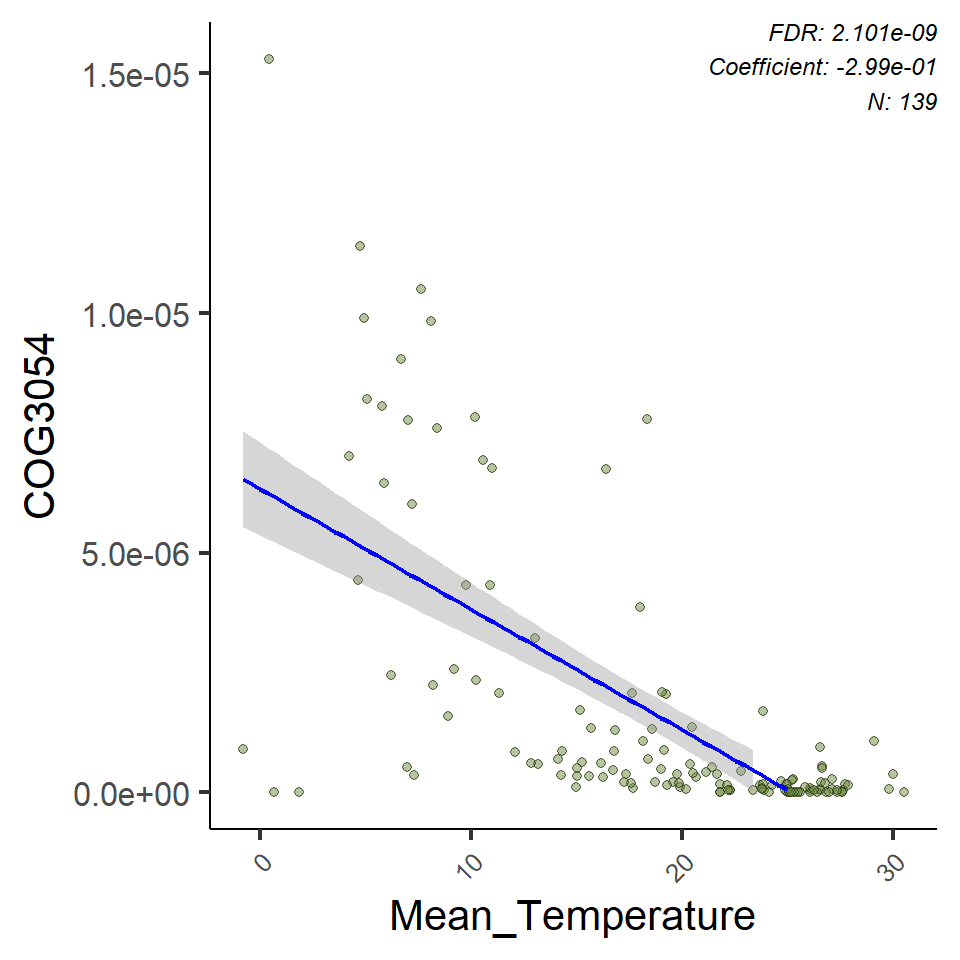 FDR: 2.101e-09
Coefficient: -2.99e-01
N: 139
1.5e-05
1.0e-05
5.0e-06
0.0e+00
COG3054
0
10
20
30
Mean_Temperature